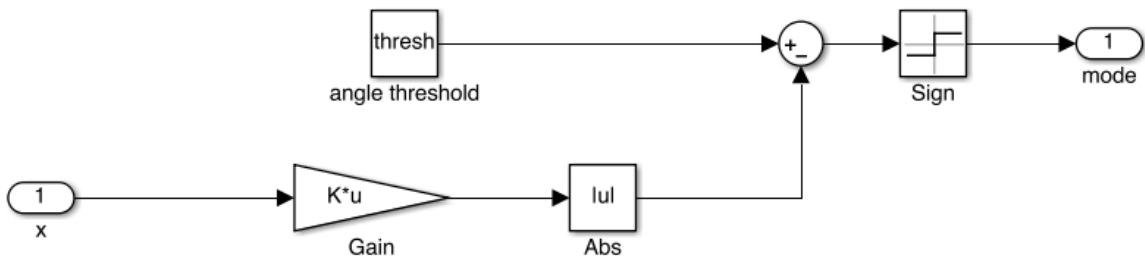 thresh
angle threshold
+
−
Sign
1
mode
1
x
K*u
Gain
|u|
Abs